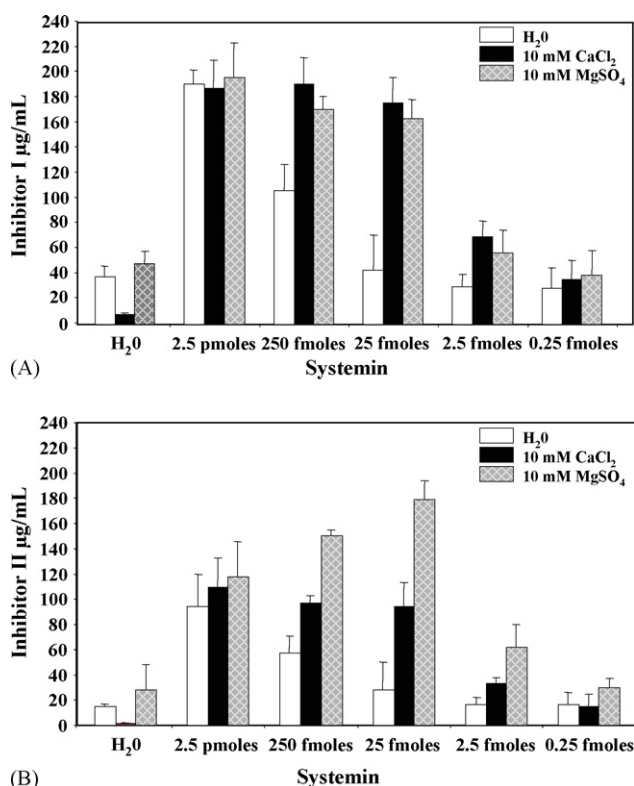 240
220
200
180
160
140
120
100
80
60
40
20
0
Inhibitor I µg/mL
H₂0
10 mM CaCl₂
10 mM MgSO₄
H₂0 2.5 pmoles 250 fmoles 25 fmoles 2.5 fmoles 0.25 fmoles
(A) Systemin
240
220
200
180
160
140
120
100
80
60
40
20
0
Inhibitor II µg/mL
H₂0
10 mM CaCl₂
10 mM MgSO₄
H₂0 2.5 pmoles 250 fmoles 25 fmoles 2.5 fmoles 0.25 fmoles
(B) Systemin